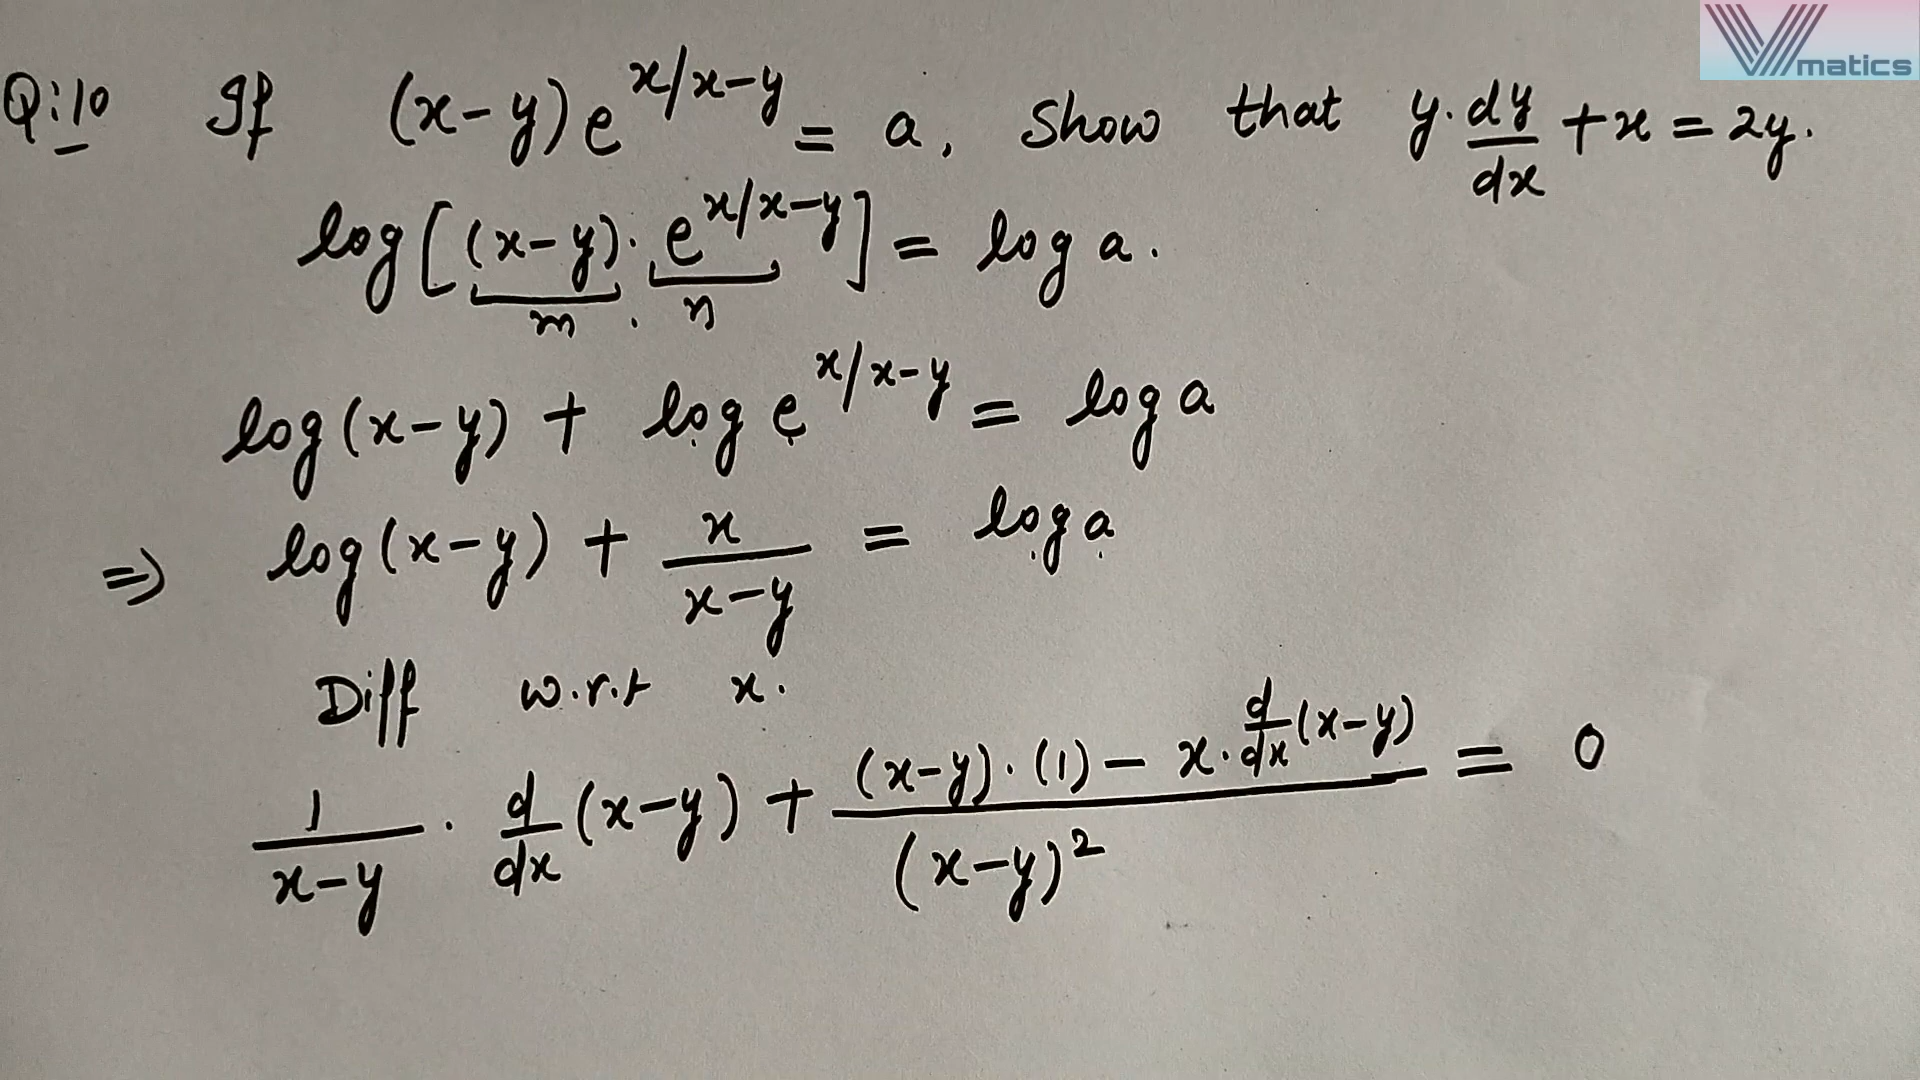 Vmatics
Q:10 If (x-y)e^{x/x-y} = a, Show that y·dy/dx + x = 2y.
log[(x-y)·e^{x/x-y}] = log a.
m . n
log(x-y) + log e^{x/x-y} = log a
⇒ log(x-y) + x/(x-y) = log a
Diff w.r.t x.
1/(x-y) · d/dx(x-y) + ((x-y)·(1) - x·d/dx(x-y))/(x-y)² = 0